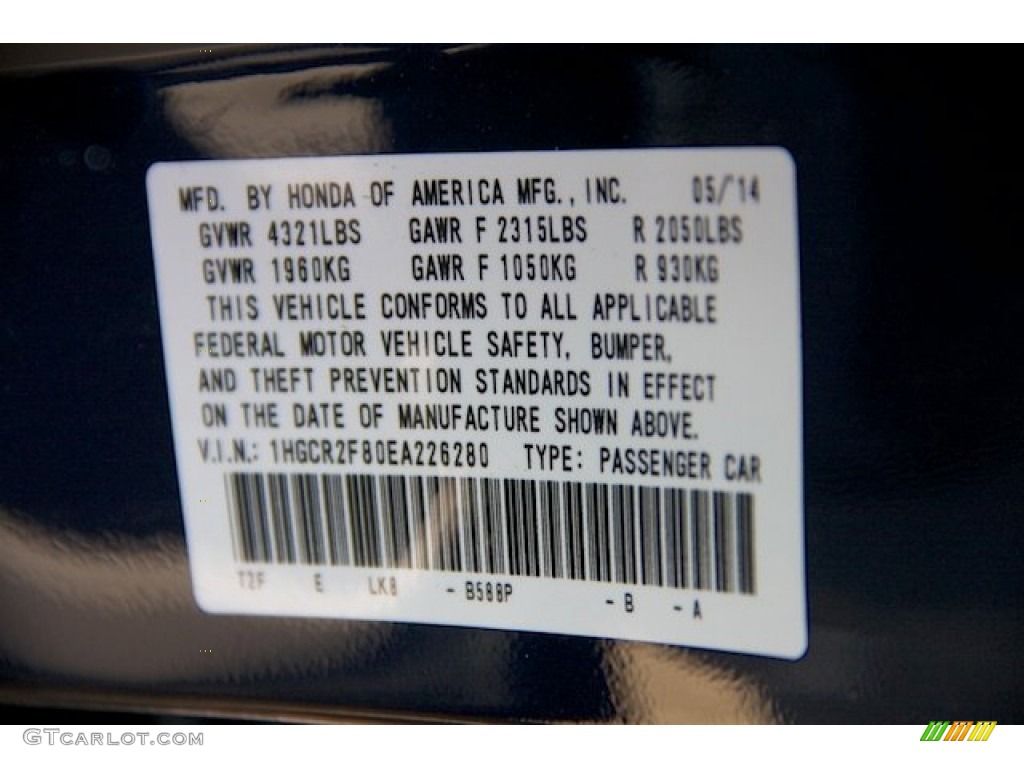 MFD. BY HONDA OF AMERICA MFG., INC. 05/14
GVWR 4321LBS GAWR F 2315LBS R 2050LBS
GVWR 1960KG GAWR F 1050KG R 930KG
THIS VEHICLE CONFORMS TO ALL APPLICABLE
FEDERAL MOTOR VEHICLE SAFETY, BUMPER,
AND THEFT PREVENTION STANDARDS IN EFFECT
ON THE DATE OF MANUFACTURE SHOWN ABOVE.
V.I.N.: 1HGCR2F80EA226280 TYPE: PASSENGER CAR
T2F E LK8 - B588P - B - A
GTCARLOT.COM